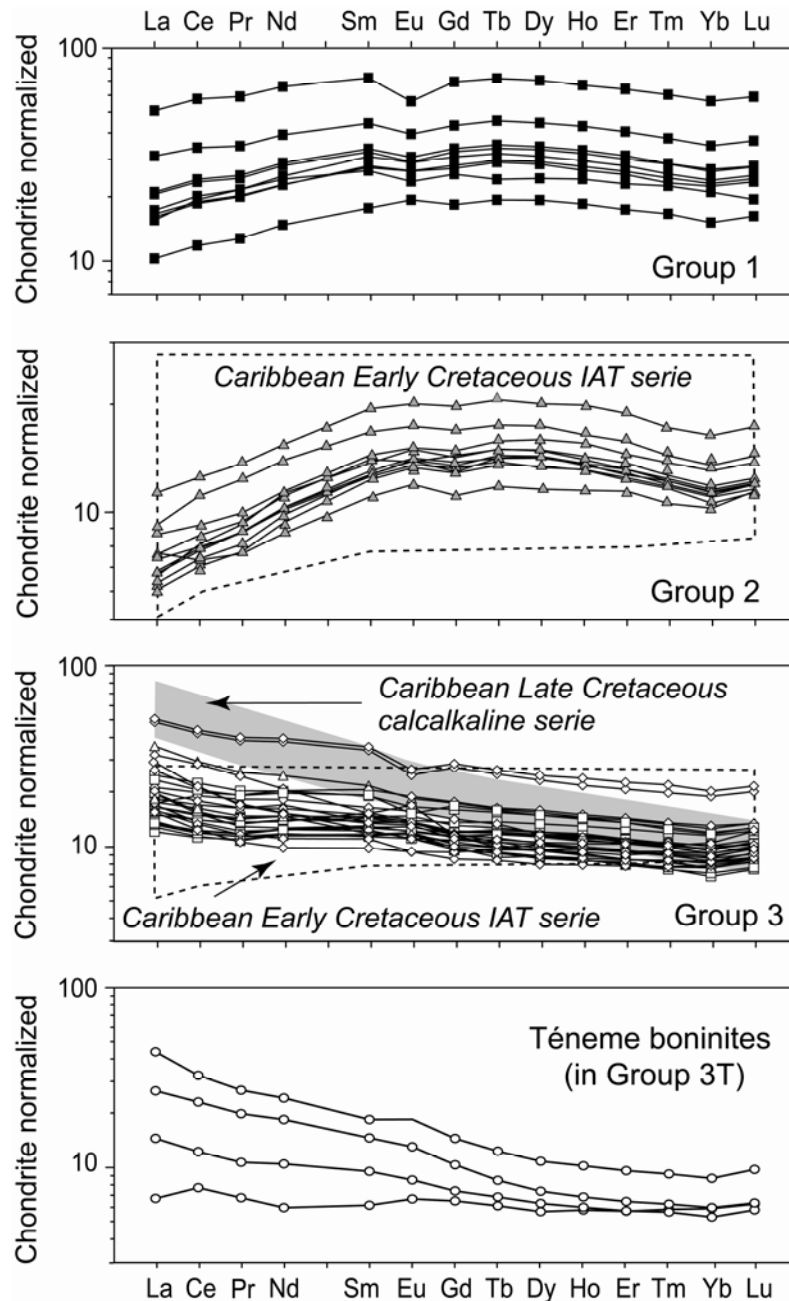 La Ce Pr Nd Sm Eu Gd Tb Dy Ho Er Tm Yb Lu
100
Chondrite normalized
10
Group 1
Caribbean Early Cretaceous IAT serie
Chondrite normalized
10
Group 2
100
Caribbean Late Cretaceous
calcalkaline serie
Chondrite normalized
10
Caribbean Early Cretaceous IAT serie
Group 3
100
Téneme boninites
(in Group 3T)
Chondrite normalized
10
La Ce Pr Nd Sm Eu Gd Tb Dy Ho Er Tm Yb Lu